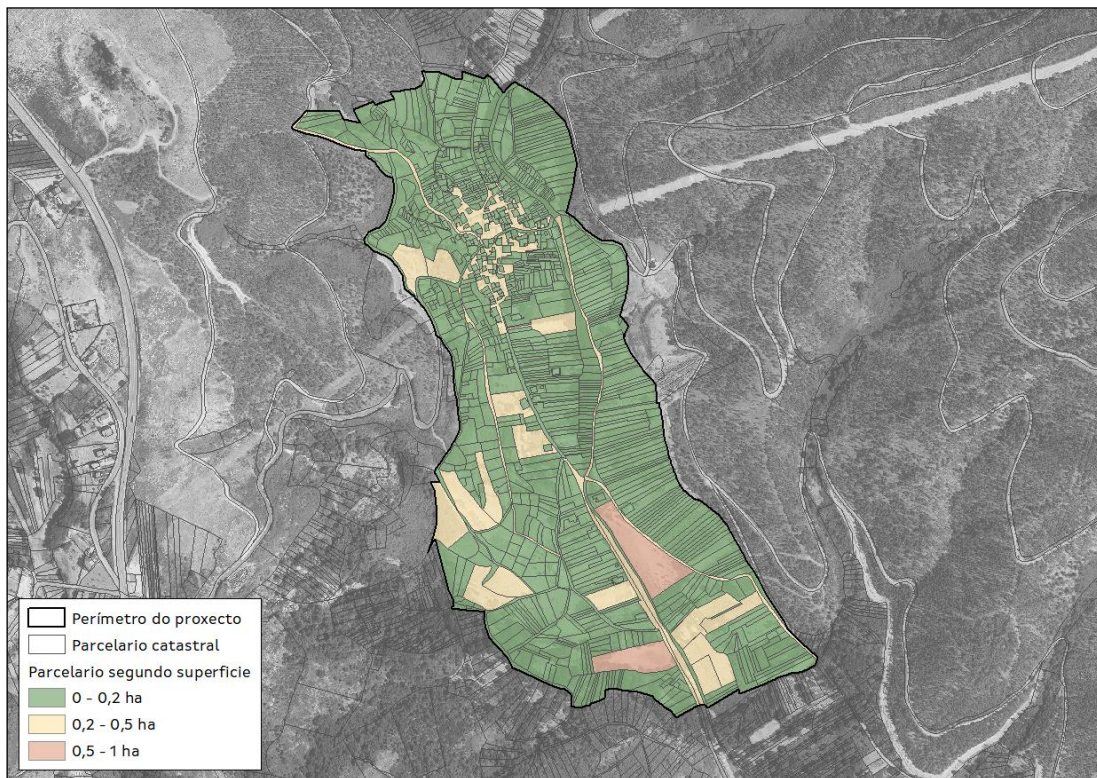 Perímetro do proxecto
Parcelario catastral
Parcelario segundo superficie
0 - 0,2 ha
0,2 - 0,5 ha
0,5 - 1 ha